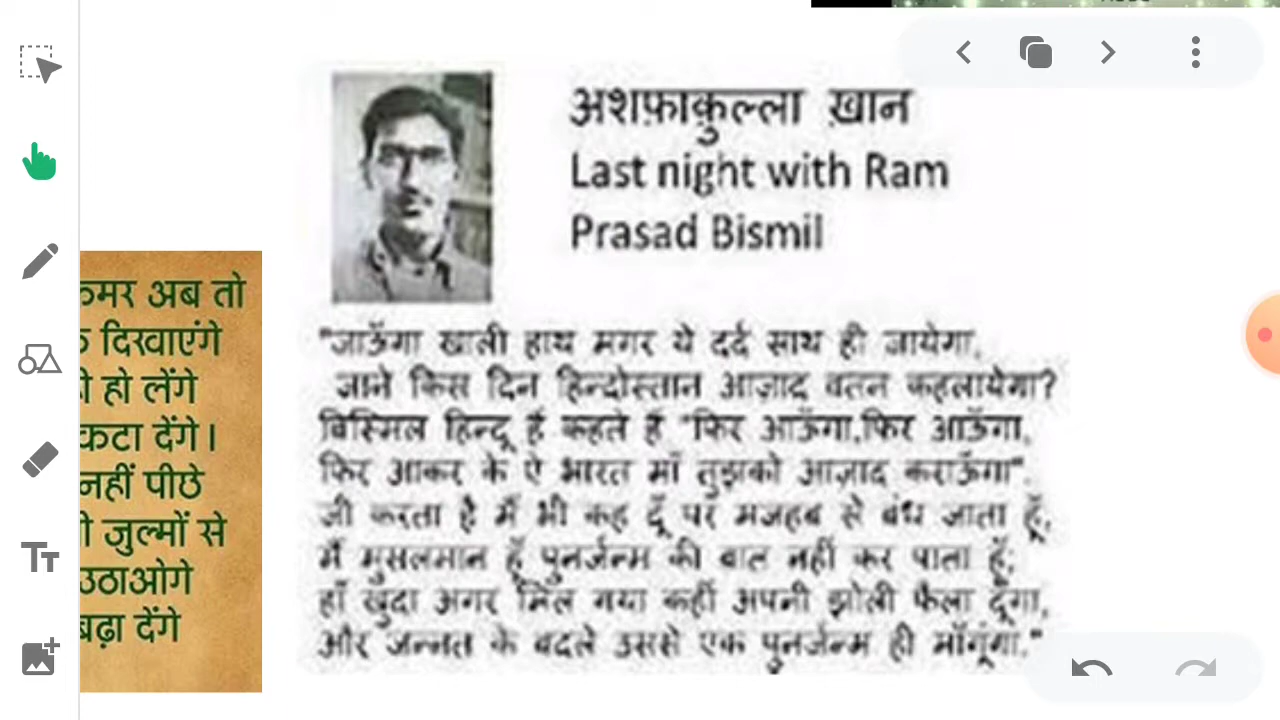 अशफ़ाक़ुल्ला ख़ान
Last night with Ram
Prasad Bismil
"जाऊँगा खाली हाथ मगर ये दर्द साथ ही जायेगा,
जाने किस दिन हिन्दोस्तान आज़ाद वतन कहलायेगा?
बिस्मिल हिन्दू हैं कहते हैं "फिर आऊँगा,फिर आऊँगा,
फिर आकर के ऐ भारत माँ तुझको आज़ाद कराऊँगा".
जी करता है मैं भी कह दूँ पर मजहब से बंध जाता हूँ,
मैं मुसलमान हूँ पुनर्जन्म की बात नहीं कर पाता हूँ;
हाँ खुदा अगर मिल गया कहीं अपनी झोली फैला दूँगा,
और जन्नत के बदले उससे एक पुनर्जन्म ही माँगूंगा."
अब तो
दिखाएंगे
हो लेंगे
कटा देंगे।
नहीं पीछे
जुल्मों से
उठाओगे
बढ़ा देंगे